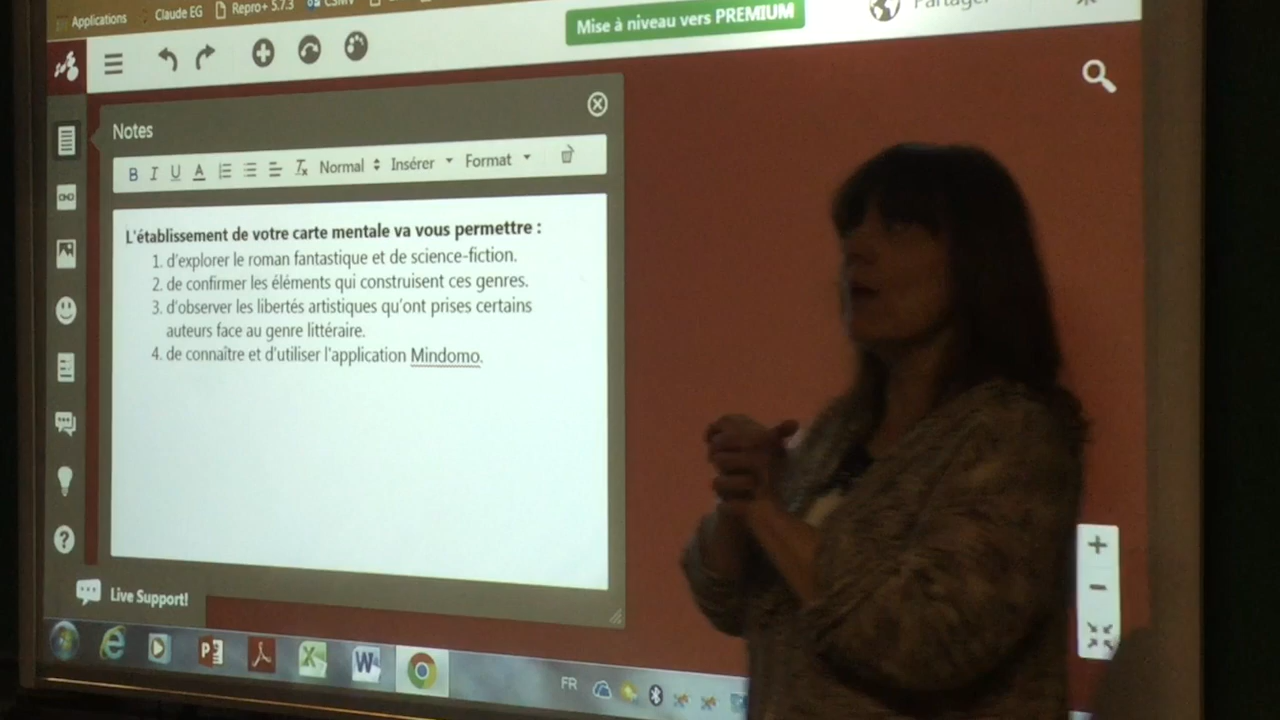 Applications
Claude EG
Repro+ 5.7.3
Mise à niveau vers PREMIUM
Partager
Notes
B I U A Normal Insérer Format
L'établissement de votre carte mentale va vous permettre :
1. d'explorer le roman fantastique et de science-fiction.
2. de confirmer les éléments qui construisent ces genres.
3. d'observer les libertés artistiques qu'ont prises certains
auteurs face au genre littéraire.
4. de connaître et d'utiliser l'application Mindomo.
Live Support!
FR